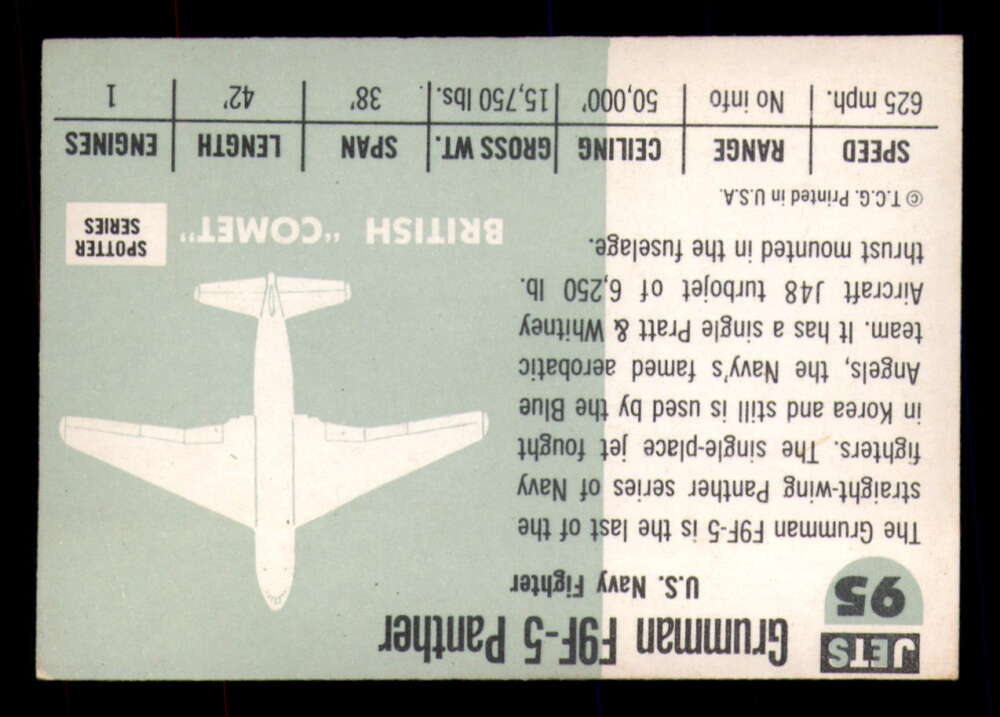 JETS
95
Grumman F9F-5 Panther
U.S. Navy Fighter
The Grumman F9F-5 is the last of the
straight-wing Panther series of Navy
fighters. The single-place jet fought
in Korea and still is used by the Blue
Angels, the Navy's famed aerobatic
team. It has a single Pratt & Whitney
Aircraft J48 turbojet of 6,250 lb.
thrust mounted in the fuselage.
© T.C.G. Printed in U.S.A.
BRITISH "COMET"
SPOTTER
SERIES
SPEED RANGE CEILING GROSS WT. SPAN LENGTH ENGINES
625 mph. No info 50,000' 15,750 lbs. 38' 42' 1